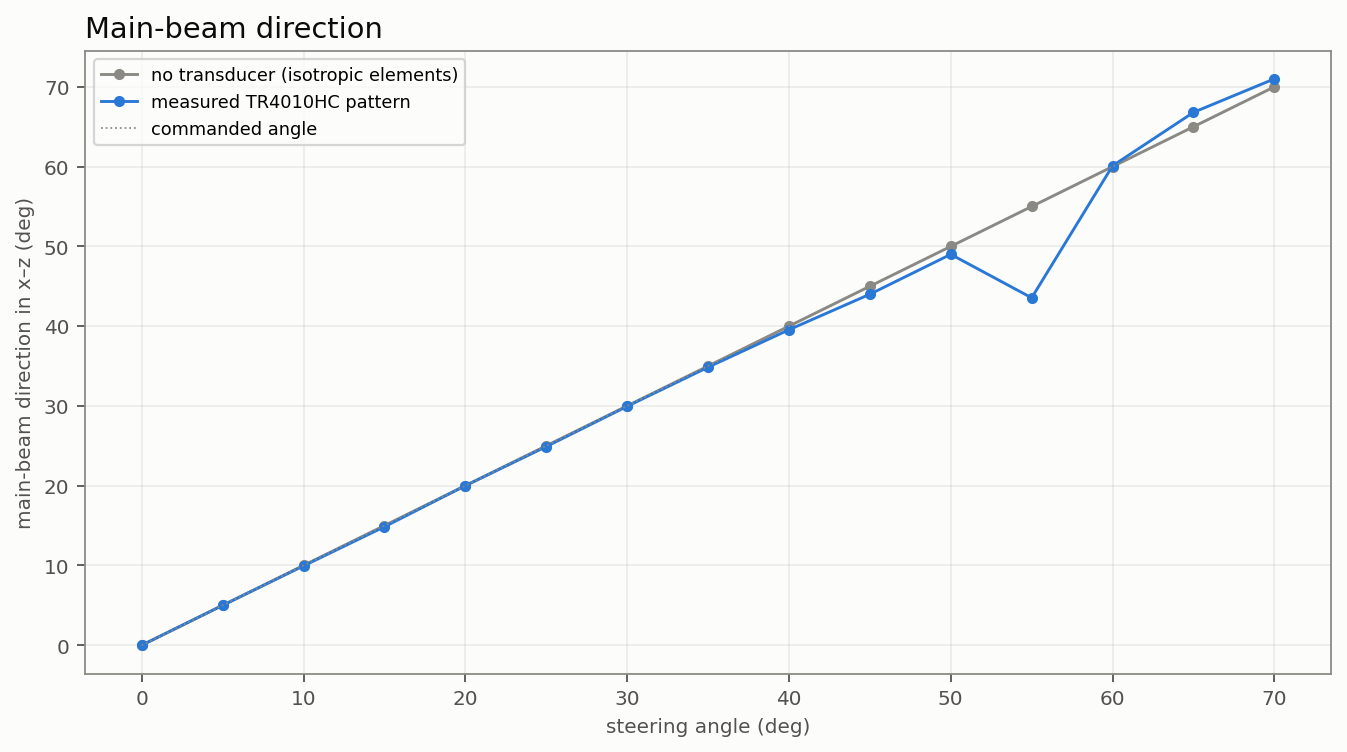 Main-beam direction
no transducer (isotropic elements)
measured TR4010HC pattern
commanded angle
main-beam direction in x–z (deg)
70
60
50
40
30
20
10
0
0 10 20 30 40 50 60 70
steering angle (deg)